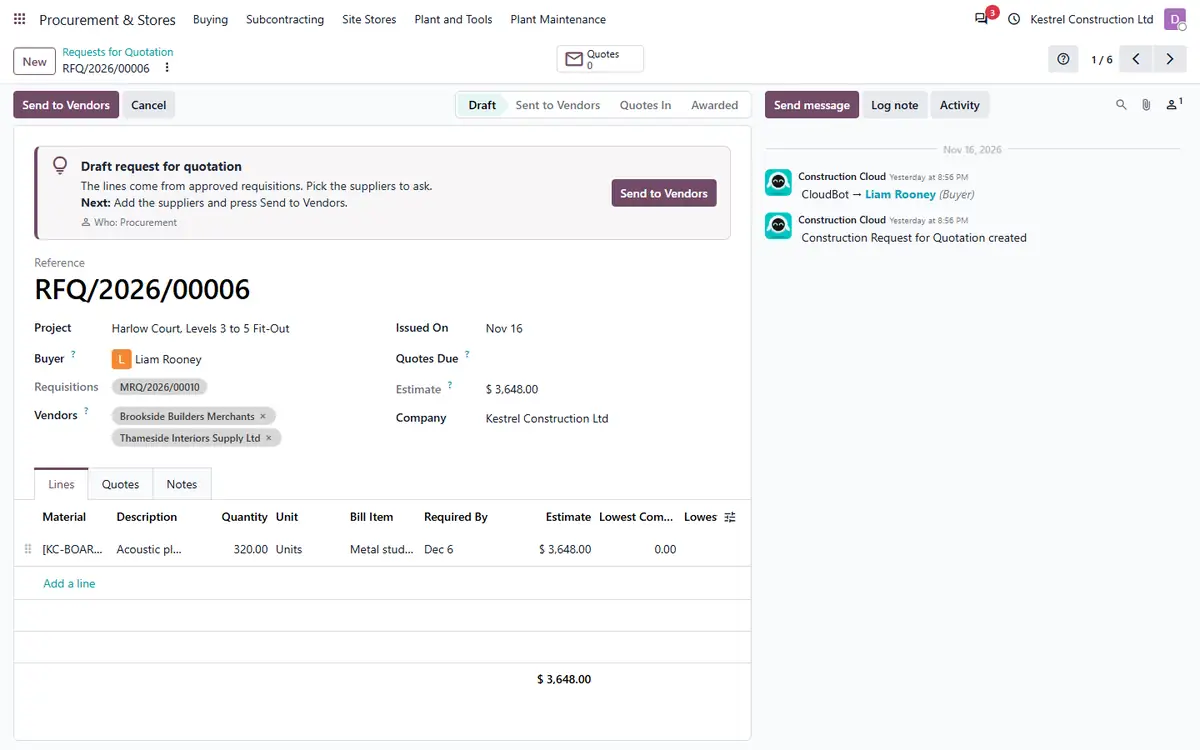 Procurement & Stores Buying Subcontracting Site Stores Plant and Tools Plant Maintenance 3 Kestrel Construction Ltd D
New Requests for Quotation
RFQ/2026/00006
Quotes
0
1 / 6
Send to Vendors Cancel Draft Sent to Vendors Quotes In Awarded Send message Log note Activity 1
Draft request for quotation
The lines come from approved requisitions. Pick the suppliers to ask.
Next: Add the suppliers and press Send to Vendors.
Who: Procurement
Send to Vendors
Nov 16, 2026
Construction Cloud Yesterday at 8:56 PM
CloudBot → Liam Rooney (Buyer)
Construction Cloud Yesterday at 8:56 PM
Construction Request for Quotation created
Reference
RFQ/2026/00006
Project Harlow Court, Levels 3 to 5 Fit-Out Issued On Nov 16
Buyer ? L Liam Rooney Quotes Due ?
Requisitions MRQ/2026/00010 Estimate ? $ 3,648.00
Vendors ? Brookside Builders Merchants × Company Kestrel Construction Ltd
Thameside Interiors Supply Ltd ×
Lines Quotes Notes
Material Description Quantity Unit Bill Item Required By Estimate Lowest Com... Lowes
[KC-BOAR... Acoustic pl... 320.00 Units Metal stud... Dec 6 $ 3,648.00 0.00
Add a line
$ 3,648.00